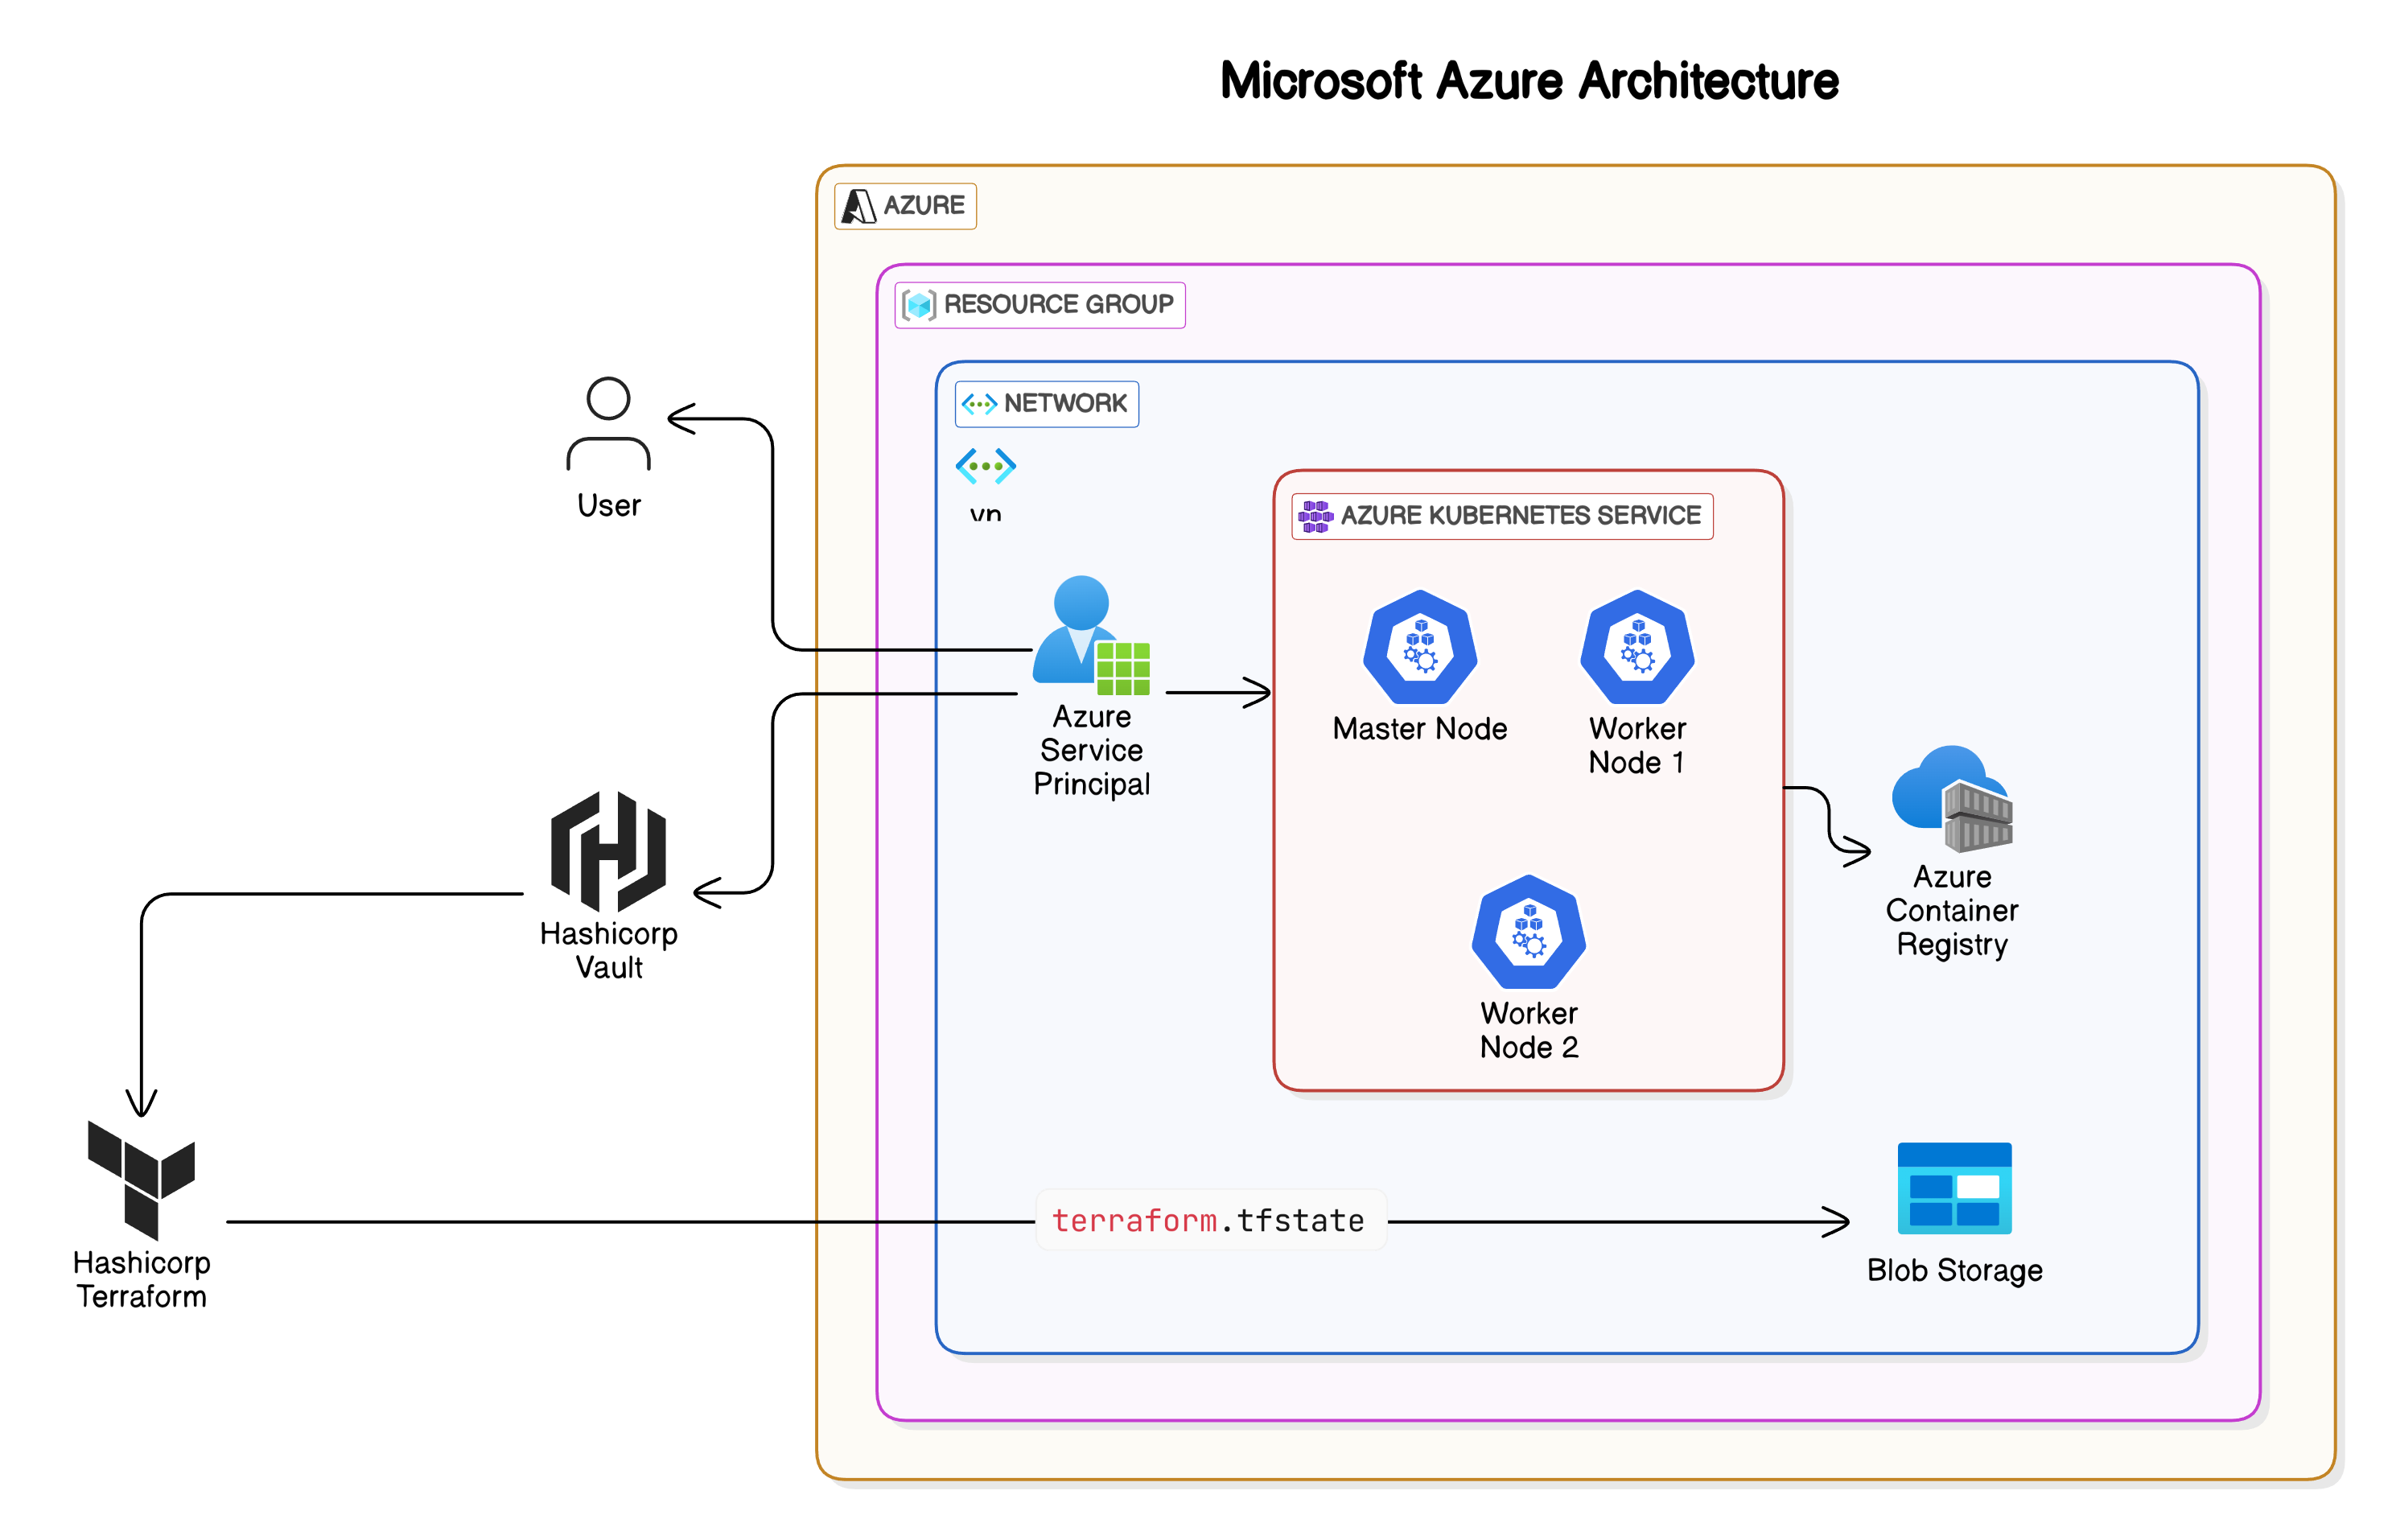 Microsoft Azure Architecture
AZURE
RESOURCE GROUP
NETWORK
vn
User
AZURE KUBERNETES SERVICE
Azure
Service
Principal
Master Node
Worker
Node 1
Azure
Container
Registry
Hashicorp
Vault
Worker
Node 2
terraform.tfstate
Hashicorp
Terraform
Blob Storage